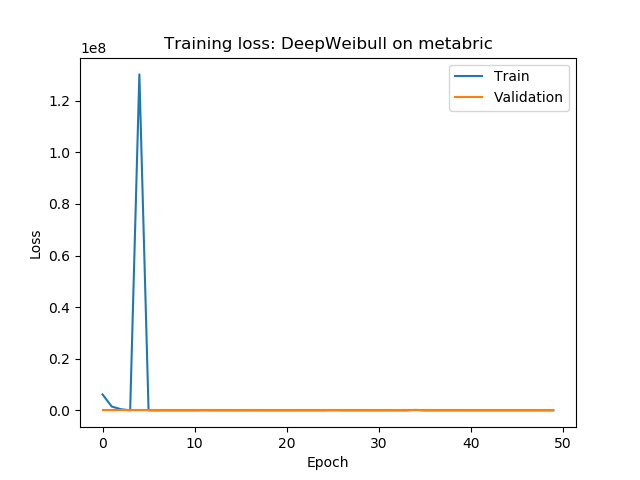 Training loss: DeepWeibull on metabric
1e8
Train
Validation
1.2
1.0
0.8
0.6
0.4
0.2
0.0
Loss
0 10 20 30 40 50
Epoch